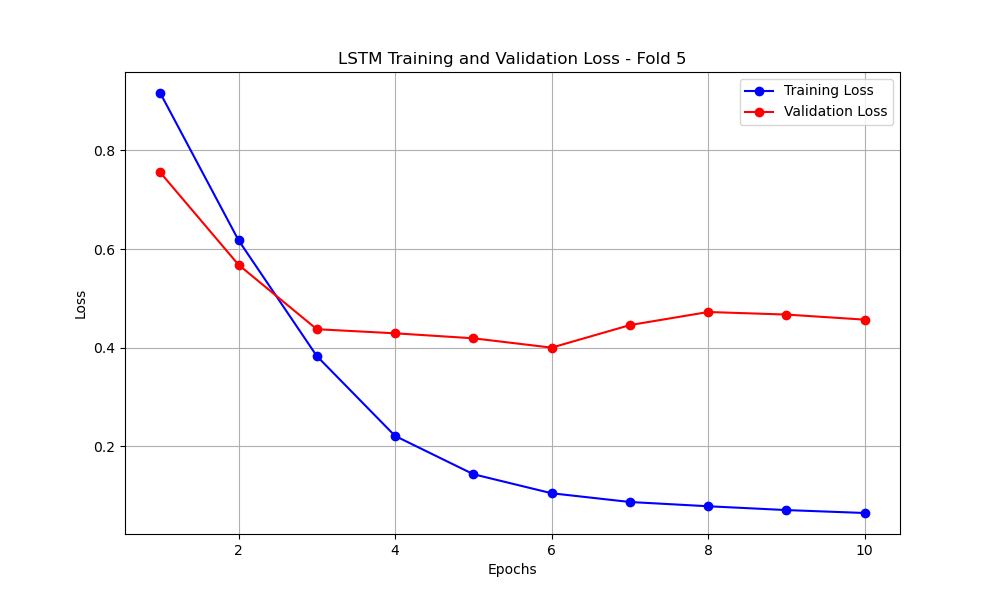 LSTM Training and Validation Loss - Fold 5
Training Loss
Validation Loss
0.8
0.6
0.4
0.2
Loss
2
4
6
8
10
Epochs